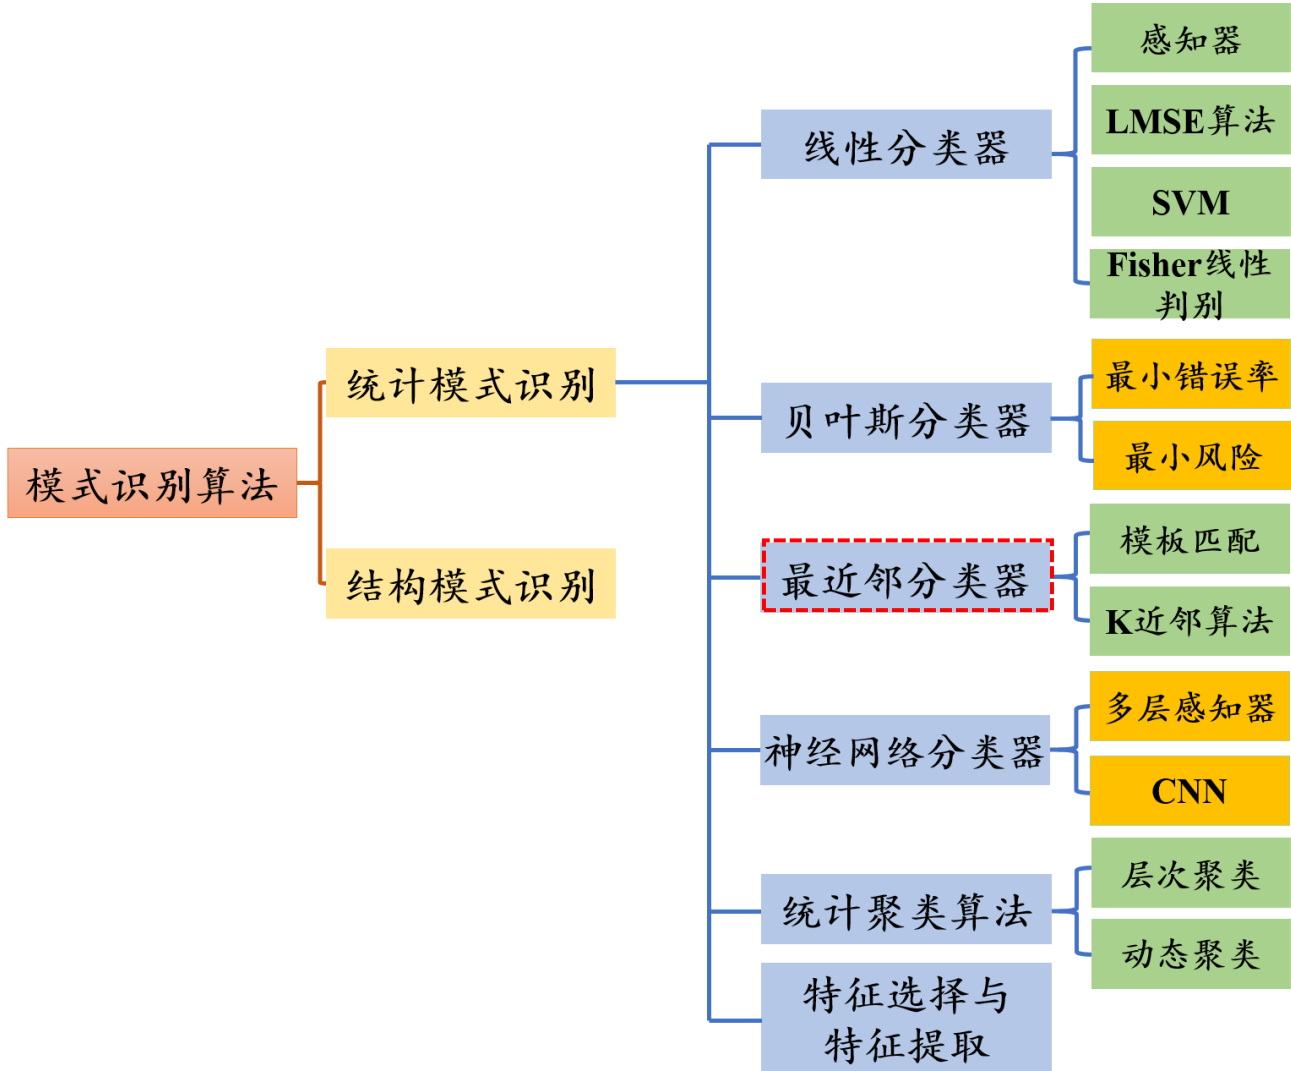 模式识别算法
统计模式识别
结构模式识别
线性分类器
感知器
LMSE算法
SVM
Fisher线性
判别
贝叶斯分类器
最小错误率
最小风险
最近邻分类器
模板匹配
K近邻算法
神经网络分类器
多层感知器
CNN
统计聚类算法
层次聚类
动态聚类
特征选择与
特征提取